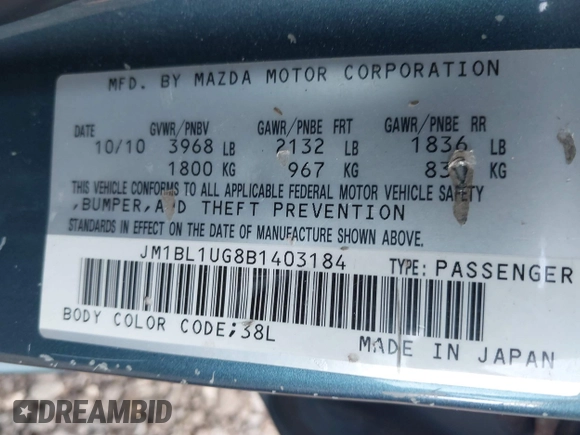 MFD. BY MAZDA MOTOR CORPORATION
DATE GVWR/PNBV GAWR/PNBE FRT GAWR/PNBE RR
10/10 3968 LB 2132 LB 1836 LB
1800 KG 967 KG KG
THIS VEHICLE CONFORMS TO ALL APPLICABLE FEDERAL MOTOR VEHICLE SAFETY
,BUMPER, THEFT PREVENTION
STANDARDS IN EFFECT ON THE DATE OF MANUFACTURE SHOWN ABOVE.
JM1BL1UG8B1403184 TYPE: PASSENGER
BODY COLOR CODE;38L
MADE IN JAPAN
DREAMBID